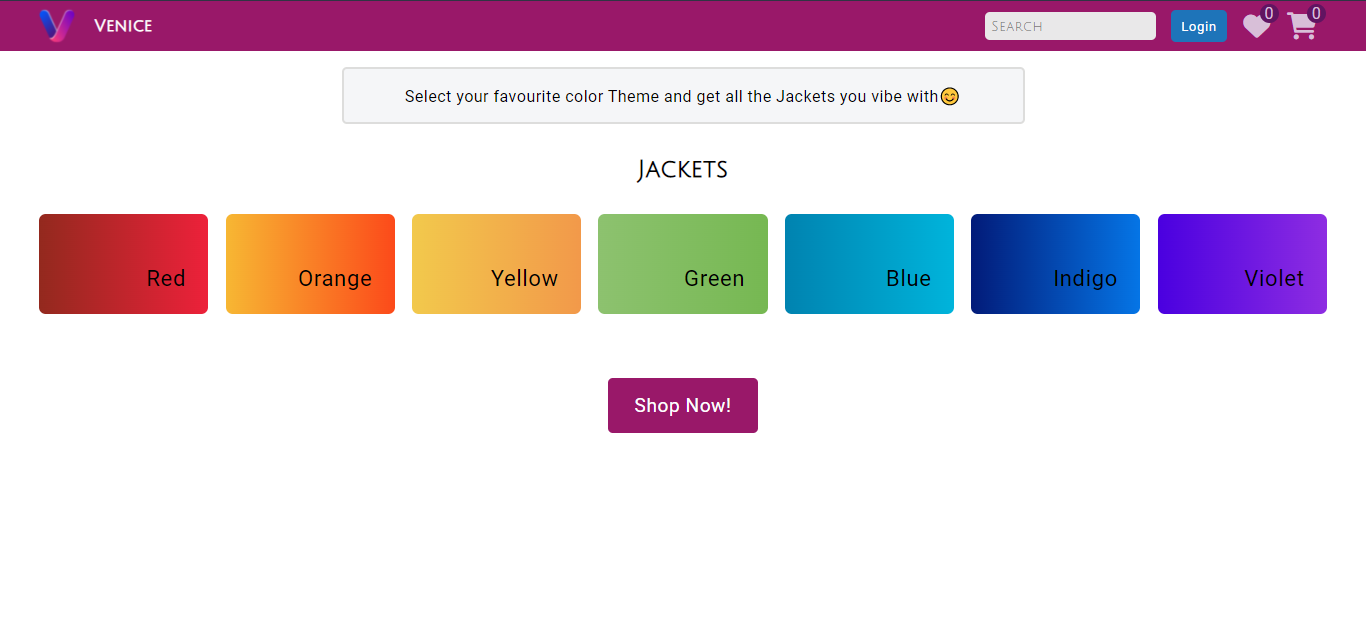 Venice
Search
Login
0
0
Select your favourite color Theme and get all the Jackets you vibe with😊
Jackets
Red
Orange
Yellow
Green
Blue
Indigo
Violet
Shop Now!